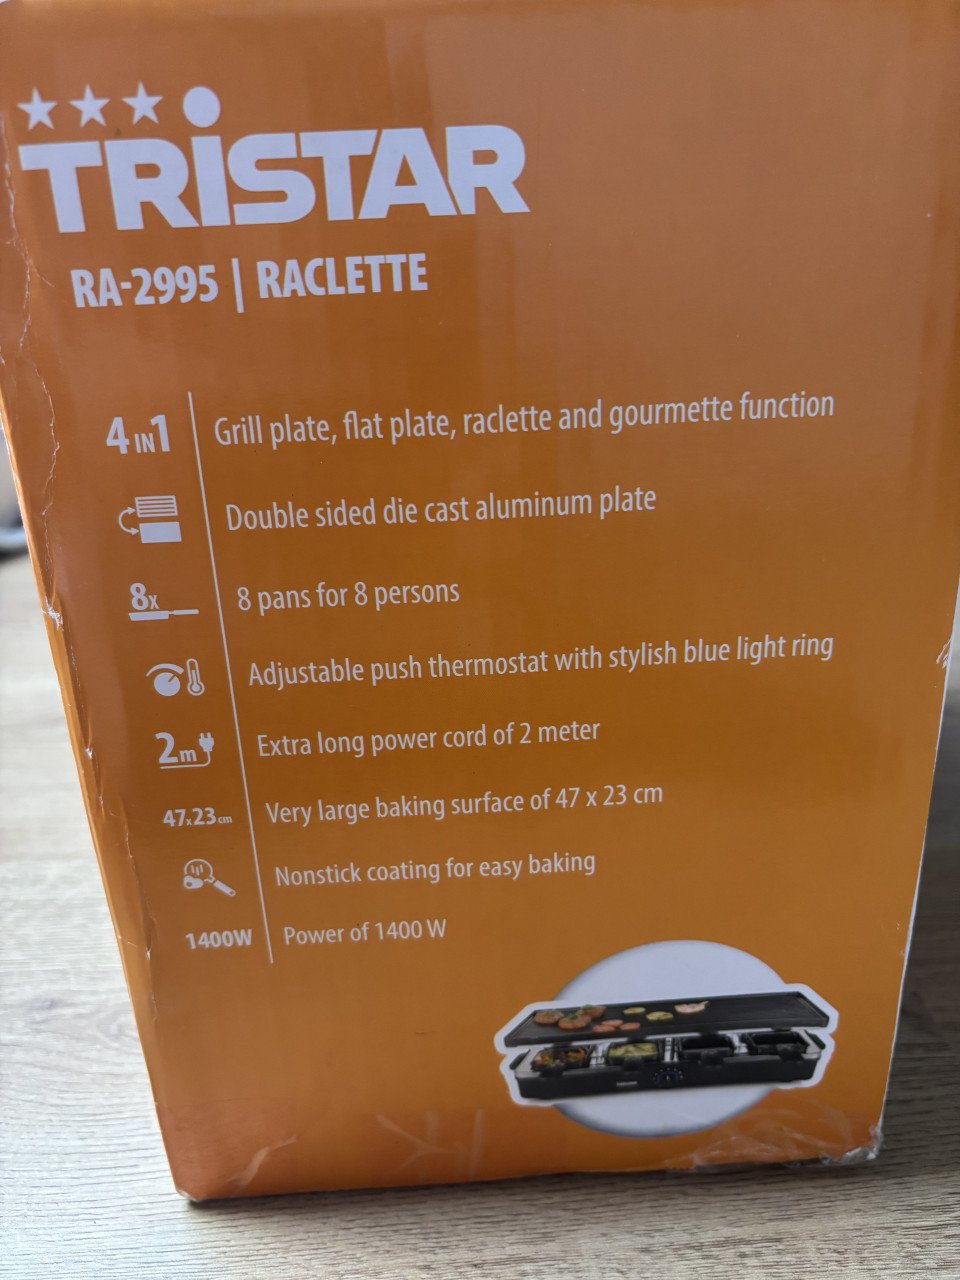 TRiSTAR
RA-2995 | RACLETTE
4 IN 1 Grill plate, flat plate, raclette and gourmette function
Double sided die cast aluminum plate
8x 8 pans for 8 persons
Adjustable push thermostat with stylish blue light ring
2m Extra long power cord of 2 meter
47x23cm Very large baking surface of 47 x 23 cm
Nonstick coating for easy baking
1400W Power of 1400 W